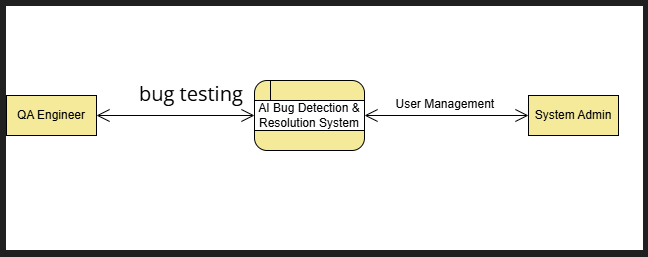 bug testing
QA Engineer
AI Bug Detection &
Resolution System
User Management
System Admin